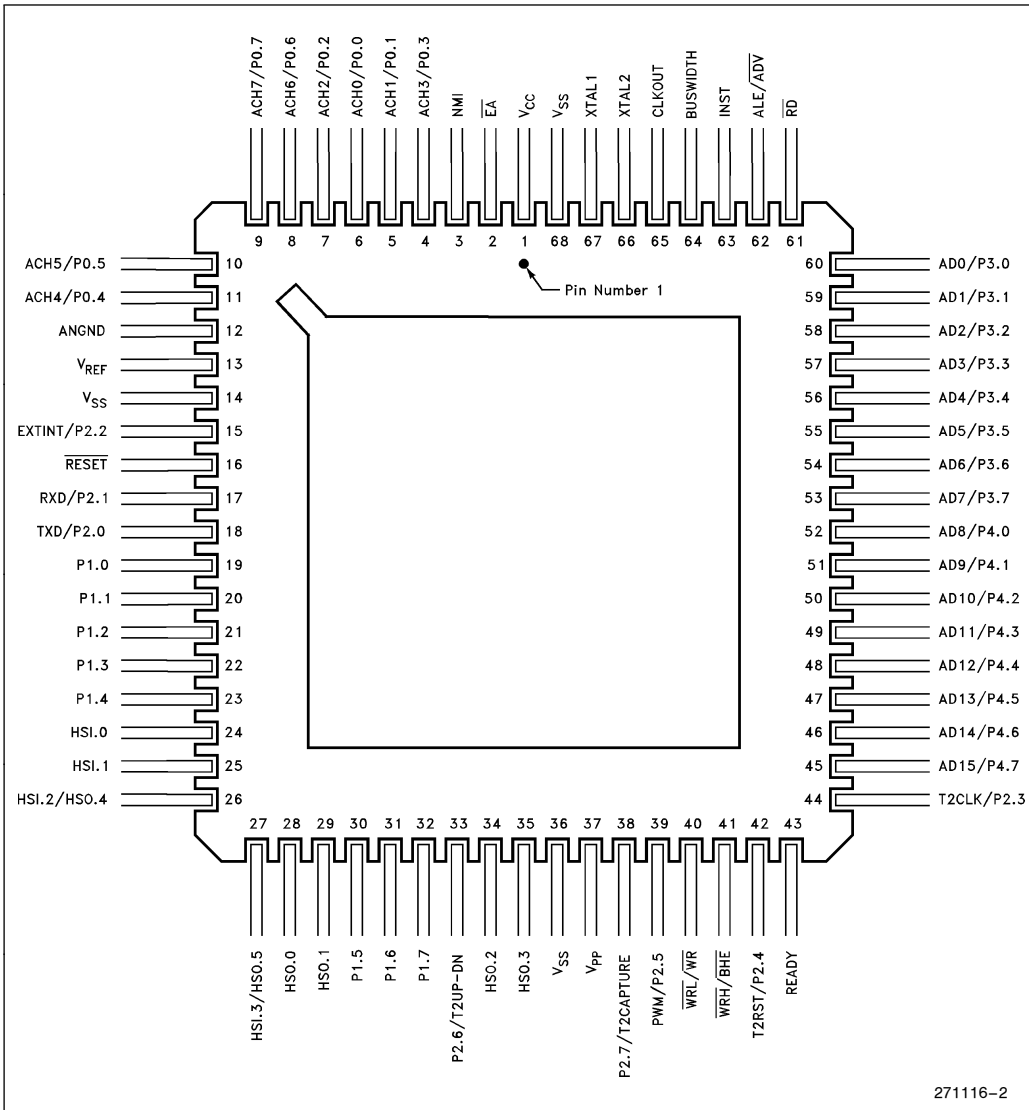 ACH7/P0.7
ACH6/P0.6
ACH2/P0.2
ACH0/P0.0
ACH1/P0.1
ACH3/P0.3
NMI
EA
VCC
VSS
XTAL1
XTAL2
CLKOUT
BUSWIDTH
INST
ALE/ADV
RD
9 8 7 6 5 4 3 2 1 68 67 66 65 64 63 62 61
Pin Number 1
ACH5/P0.5 10
ACH4/P0.4 11
ANGND 12
VREF 13
VSS 14
EXTINT/P2.2 15
RESET 16
RXD/P2.1 17
TXD/P2.0 18
P1.0 19
P1.1 20
P1.2 21
P1.3 22
P1.4 23
HSI.0 24
HSI.1 25
HSI.2/HSO.4 26
60 AD0/P3.0
59 AD1/P3.1
58 AD2/P3.2
57 AD3/P3.3
56 AD4/P3.4
55 AD5/P3.5
54 AD6/P3.6
53 AD7/P3.7
52 AD8/P4.0
51 AD9/P4.1
50 AD10/P4.2
49 AD11/P4.3
48 AD12/P4.4
47 AD13/P4.5
46 AD14/P4.6
45 AD15/P4.7
44 T2CLK/P2.3
27 28 29 30 31 32 33 34 35 36 37 38 39 40 41 42 43
HSI.3/HSO.5
HSO.0
HSO.1
P1.5
P1.6
P1.7
P2.6/T2UP-DN
HSO.2
HSO.3
VSS
VPP
P2.7/T2CAPTURE
PWM/P2.5
WRL/WR
WRH/BHE
T2RST/P2.4
READY
271116-2